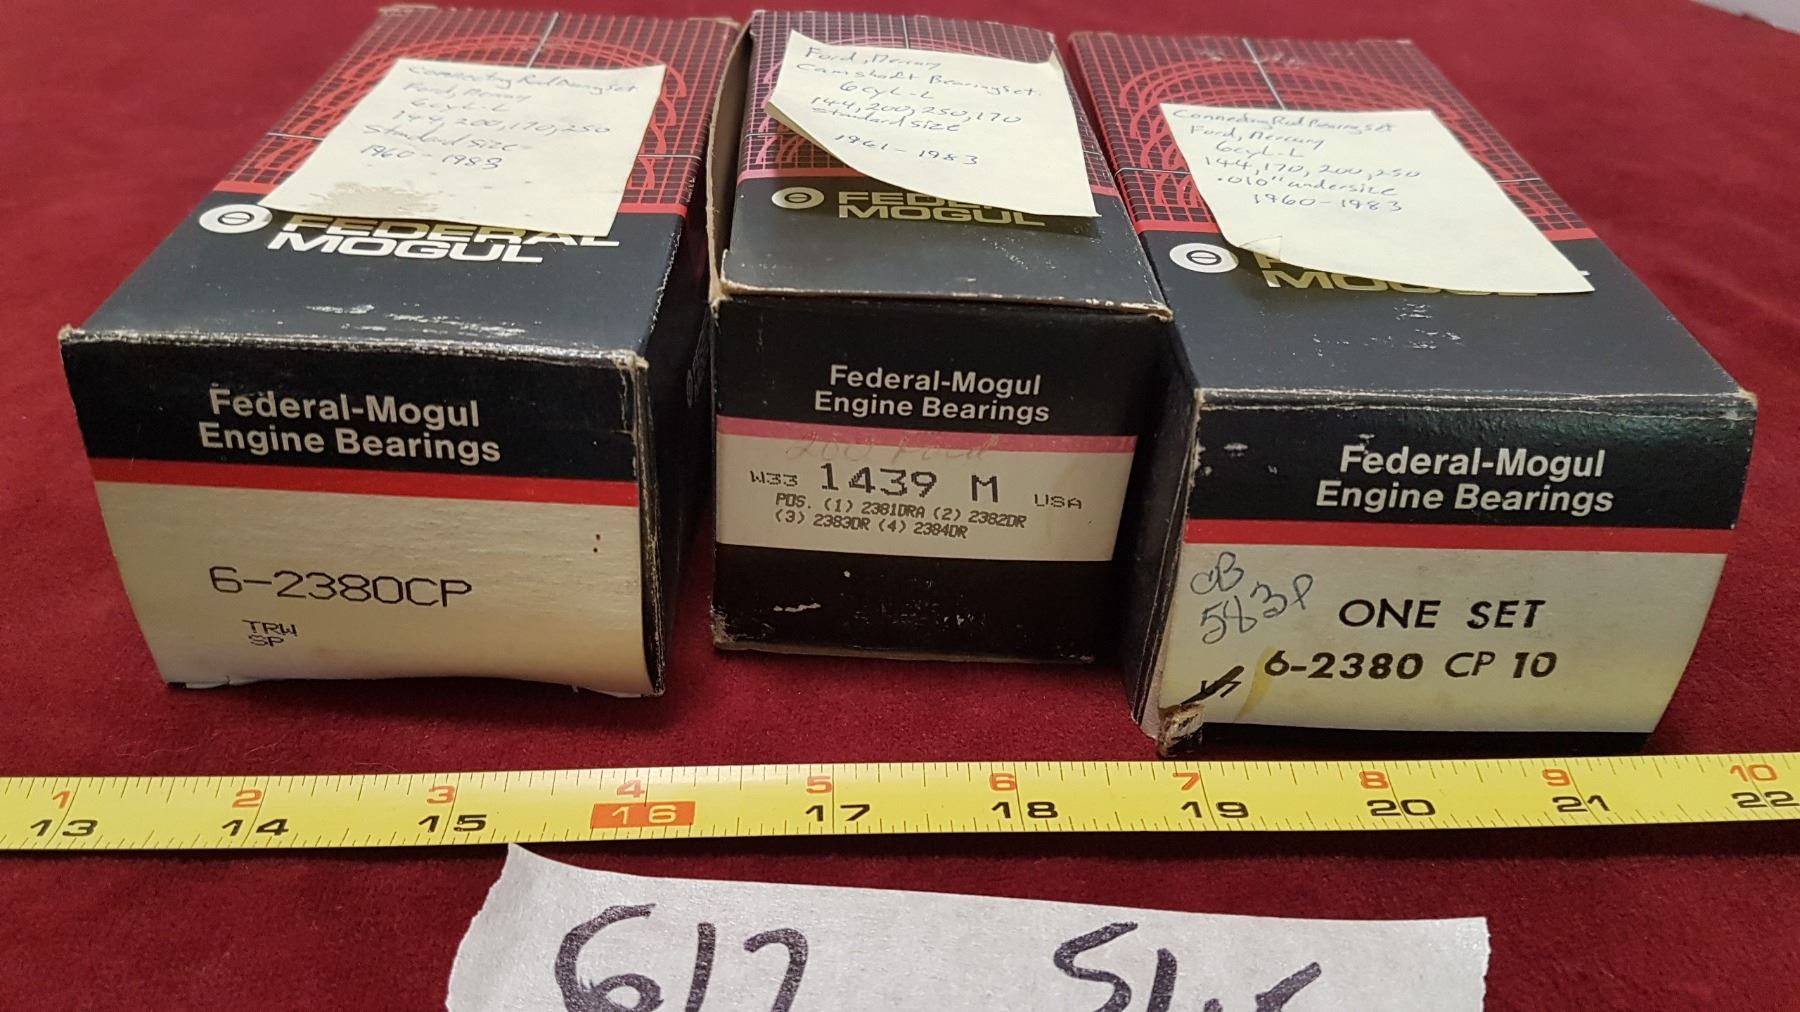 Connecting Rod Bearing Set
Ford, Mercury
6cyL-L
144, 200, 170, 250
Standard Size
1960-1983
FEDERAL
MOGUL
Federal-Mogul
Engine Bearings
6-2380CP
TRW
SP
Ford, Mercury
Camshaft Bearing Set
6cyL-L
144, 200, 250, 170
Standard Size
1961-1983
FEDERAL
MOGUL
Federal-Mogul
Engine Bearings
200 Ford
W33 1439 M USA
POS. (1) 2381DRA (2) 2382DR
(3) 2383DR (4) 2384DR
Connecting Rod Bearing Set
Ford, Mercury
6cyL-L
144, 170, 200, 250
.010" undersize
1960-1983
MOGUL
Federal-Mogul
Engine Bearings
CB
583P
ONE SET
6-2380 CP 10
1 2 3 4 5 6 7 8 9 10
13 14 15 16 17 18 19 20 21 22
617